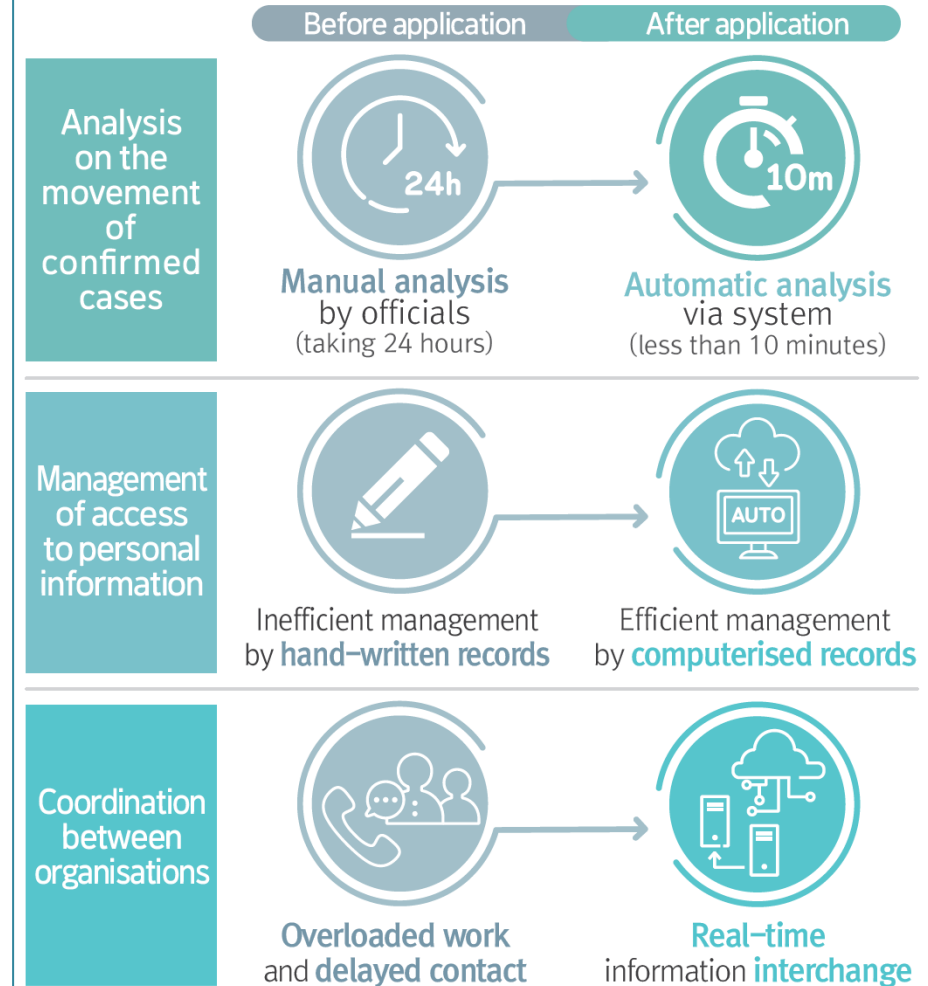 Before application
After application
Analysis
on the
movement
of
confirmed
cases
24h
Manual analysis
by officials
(taking 24 hours)
10m
Automatic analysis
via system
(less than 10 minutes)
Management
of access
to personal
information
Inefficient management
by hand-written records
AUTO
Efficient management
by computerised records
Coordination
between
organisations
Overloaded work
and delayed contact
Real-time
information interchange